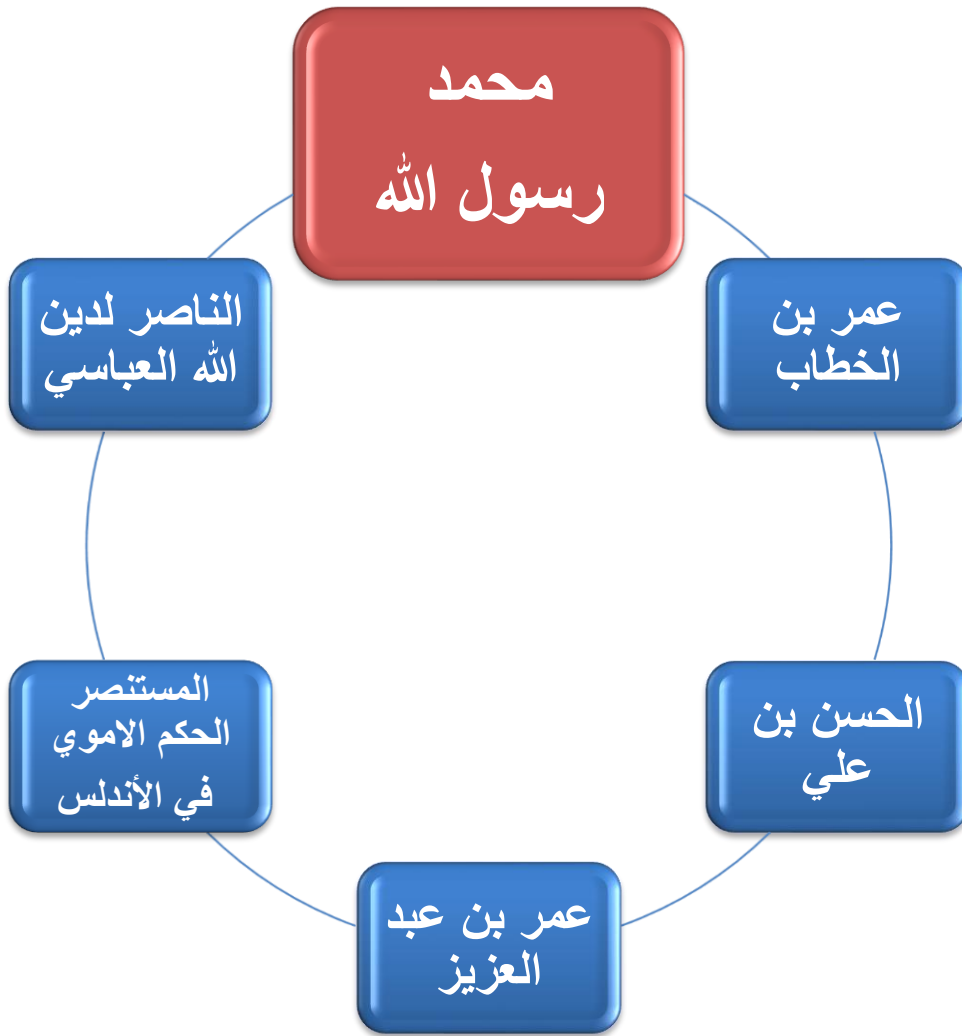 محمد
رسول الله
عمر بن
الخطاب
الحسن بن
علي
عمر بن عبد
العزيز
المستنصر
الحكم الاموي
في الأندلس
الناصر لدين
الله العباسي